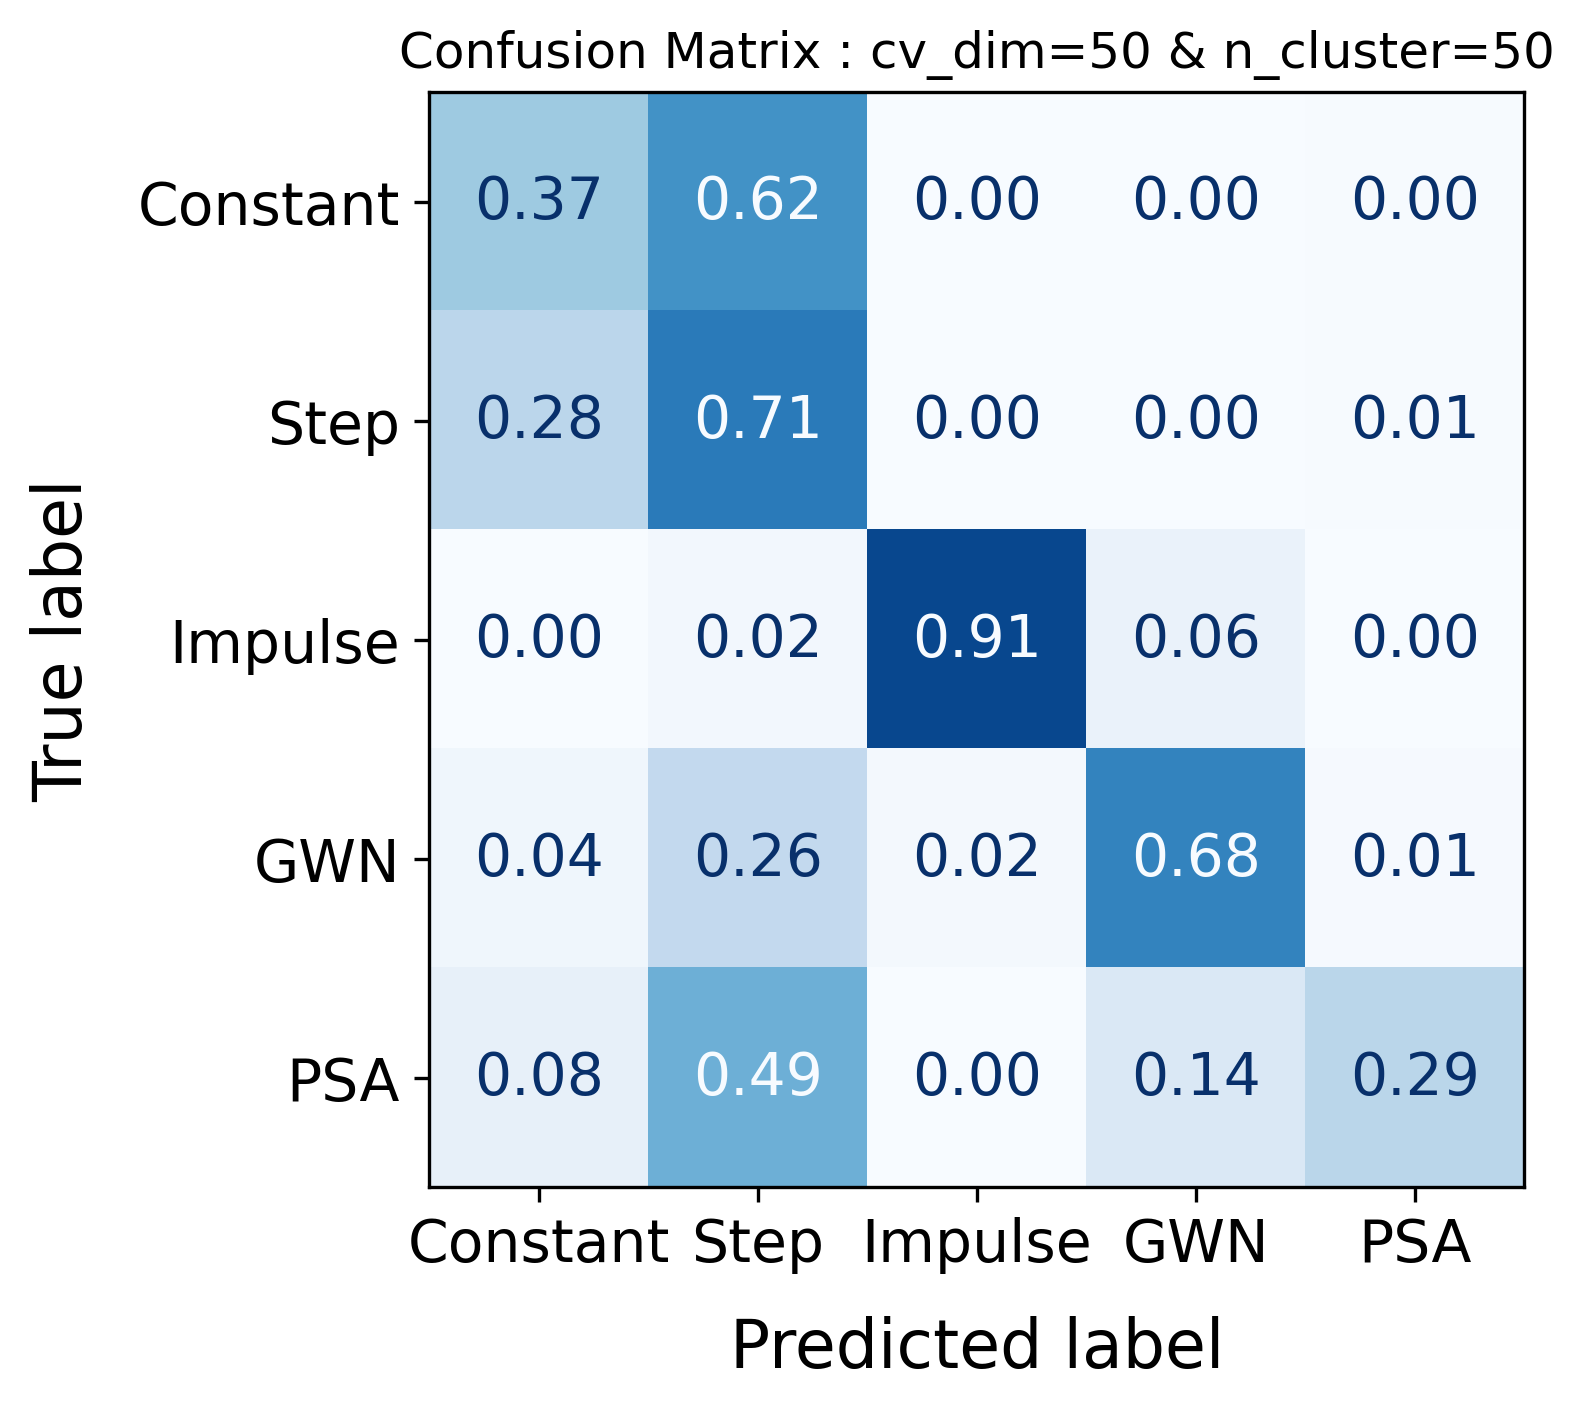 Confusion Matrix : cv_dim=50 & n_cluster=50
Constant 0.37 0.62 0.00 0.00 0.00
Step 0.28 0.71 0.00 0.00 0.01
Impulse 0.00 0.02 0.91 0.06 0.00
GWN 0.04 0.26 0.02 0.68 0.01
PSA 0.08 0.49 0.00 0.14 0.29
True label
Constant Step Impulse GWN PSA
Predicted label